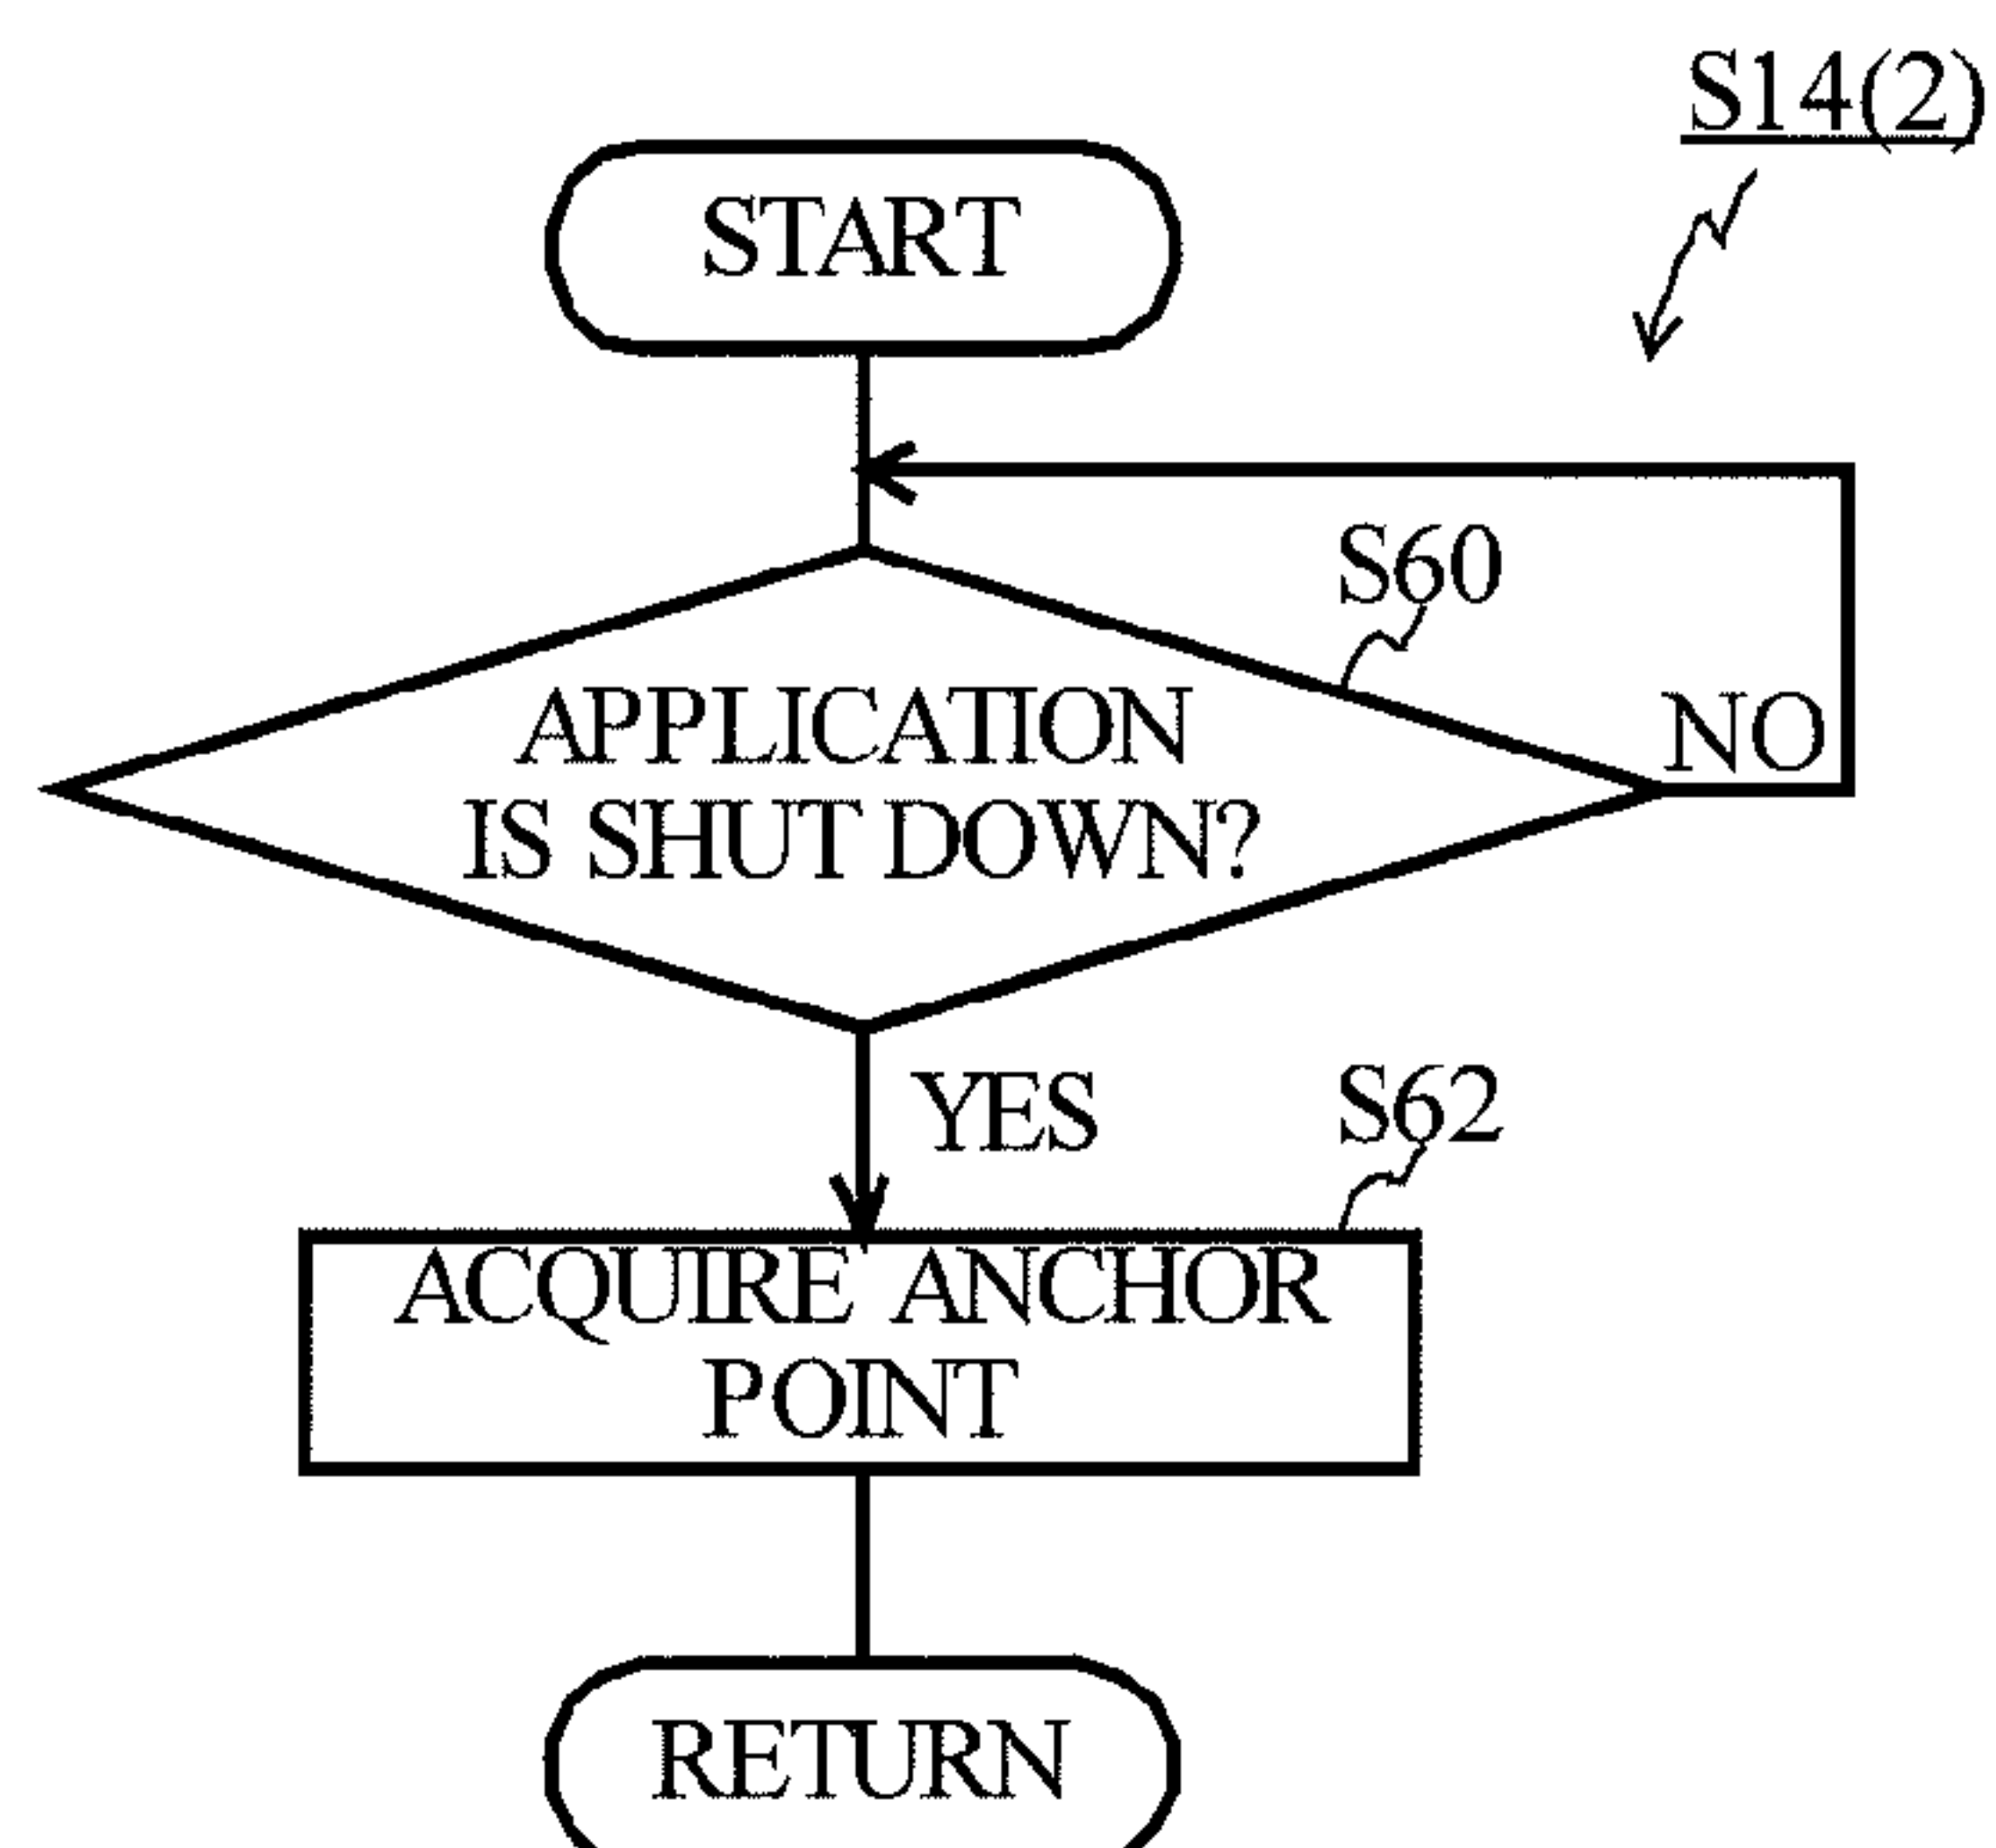 S14(2)
START
S60
APPLICATION
IS SHUT DOWN?
NO
YES
S62
ACQUIRE ANCHOR
POINT
RETURN